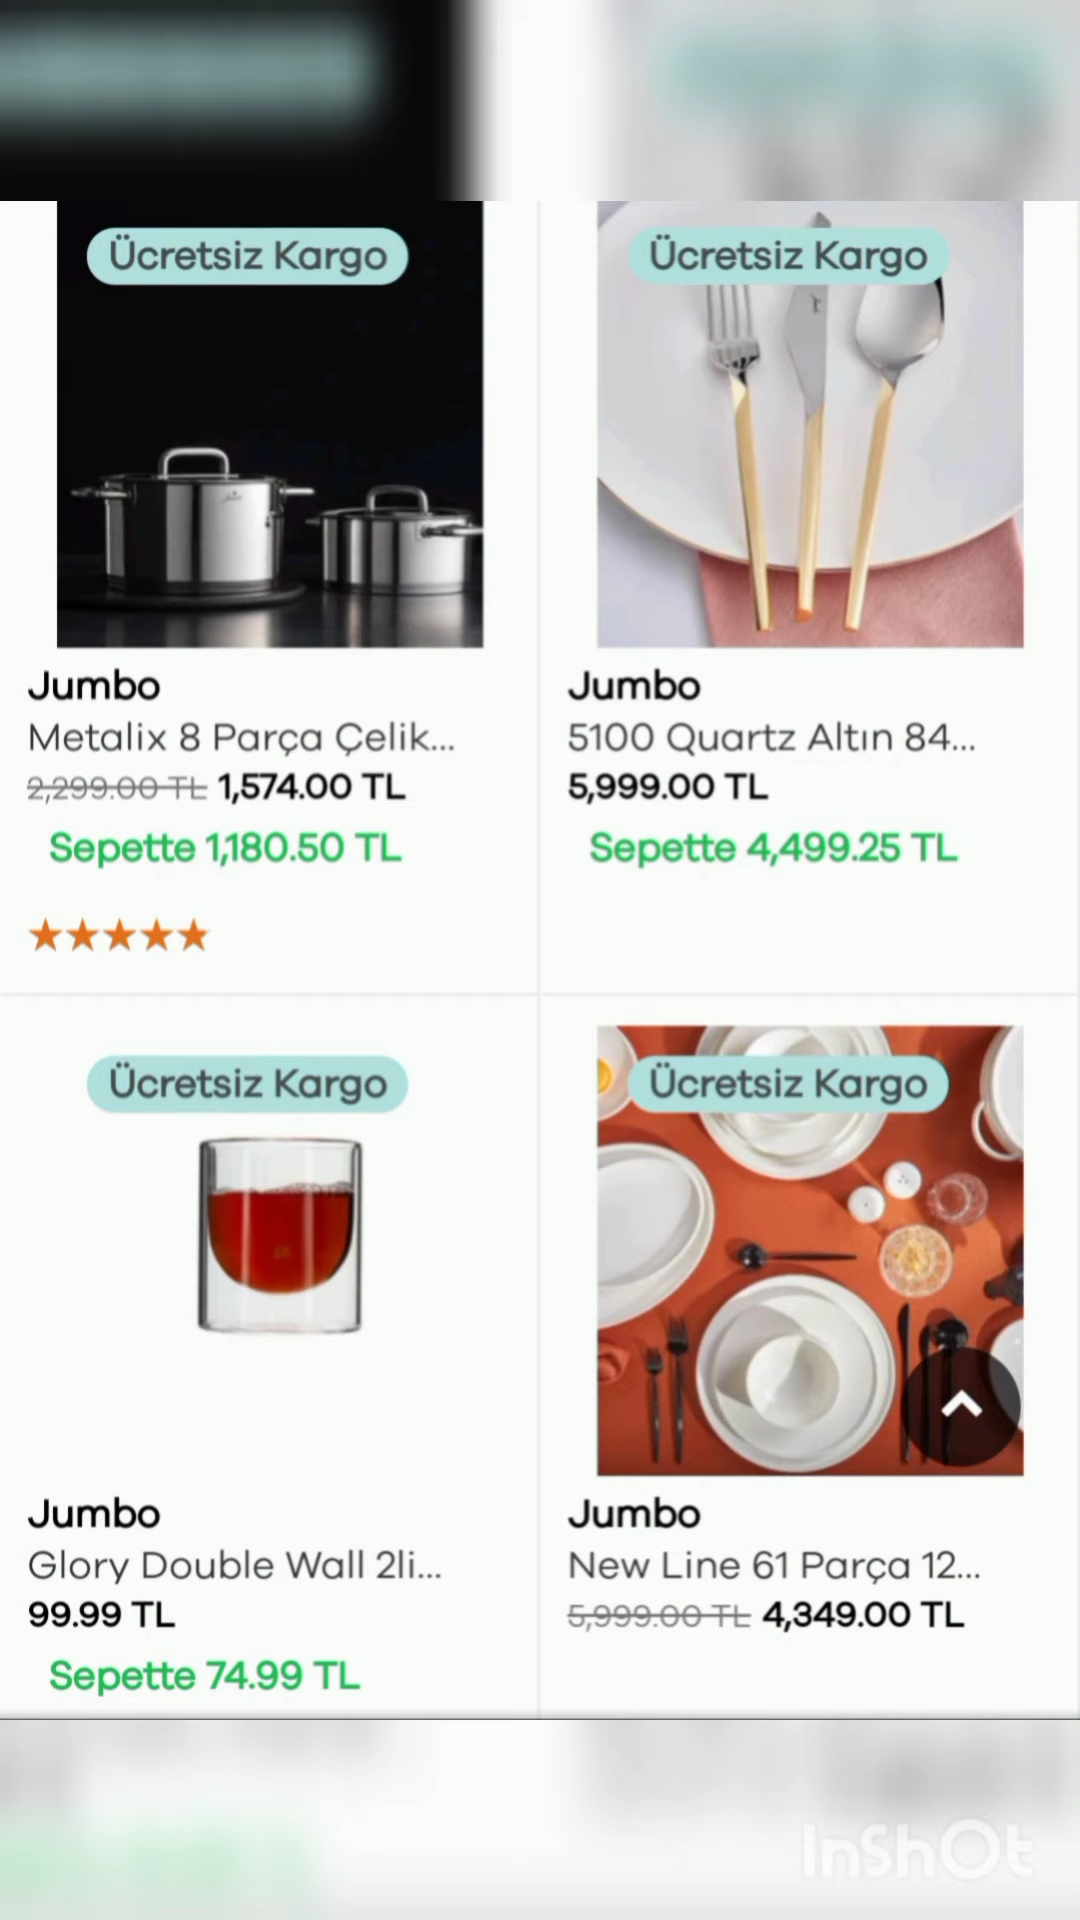 Ücretsiz Kargo
Jumbo
Metalix 8 Parça Çelik...
2,299.00 TL 1,574.00 TL
Sepette 1,180.50 TL
Ücretsiz Kargo
Jumbo
5100 Quartz Altın 84...
5,999.00 TL
Sepette 4,499.25 TL
Ücretsiz Kargo
Jumbo
Glory Double Wall 2li...
99.99 TL
Sepette 74.99 TL
Ücretsiz Kargo
Jumbo
New Line 61 Parça 12...
5,999.00 TL 4,349.00 TL
InShOt